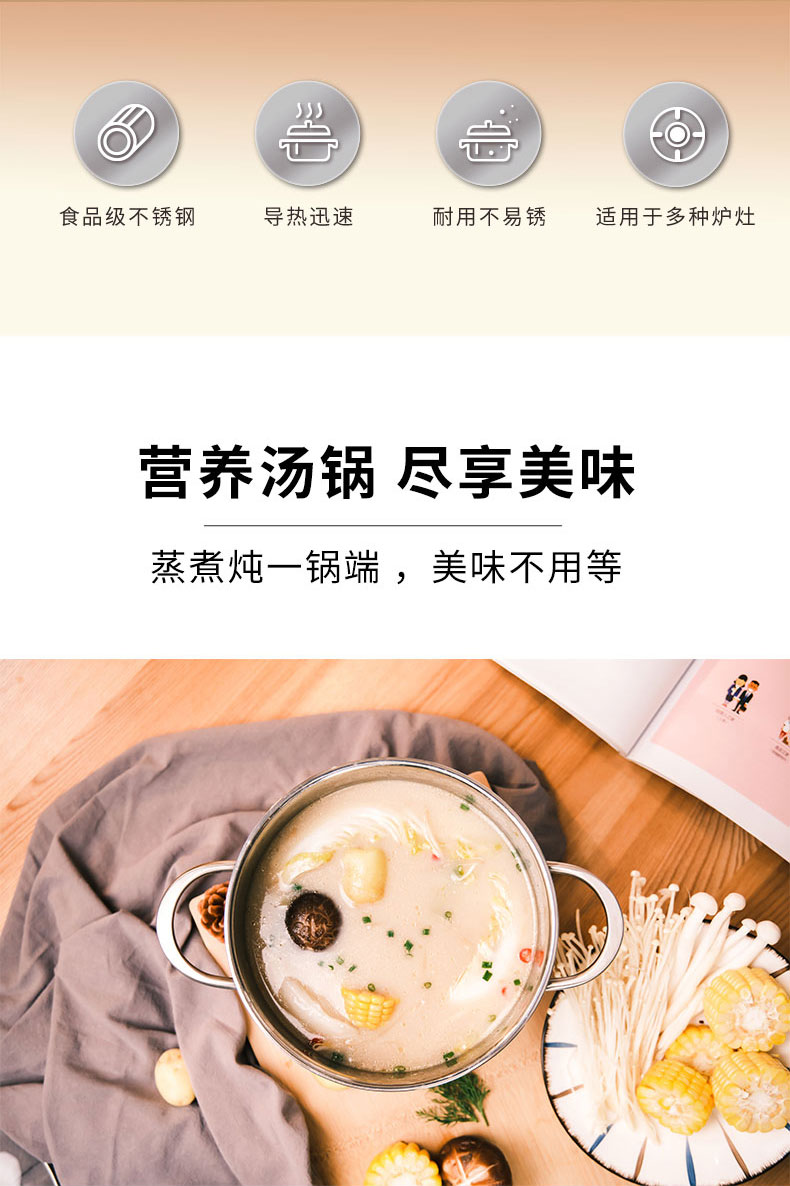 食品级不锈钢
导热迅速
耐用不易锈
适用于多种炉灶
营养汤锅 尽享美味
蒸煮炖一锅端，美味不用等